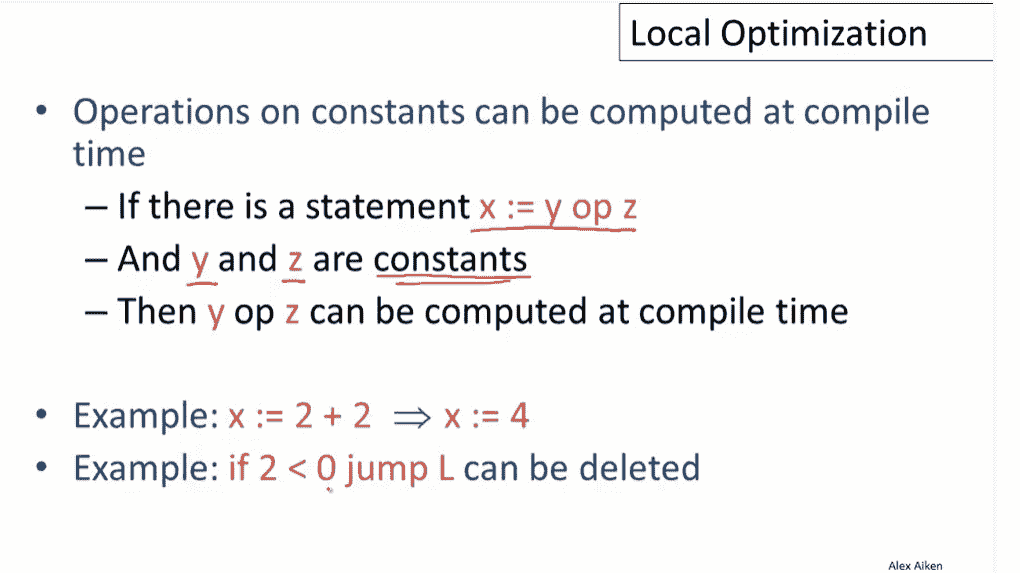 Local Optimization
• Operations on constants can be computed at compile
time
– If there is a statement x := y op z
– And y and z are constants
– Then y op z can be computed at compile time
• Example: x := 2 + 2 ⇒ x := 4
• Example: if 2 < 0 jump L can be deleted
Alex Aiken